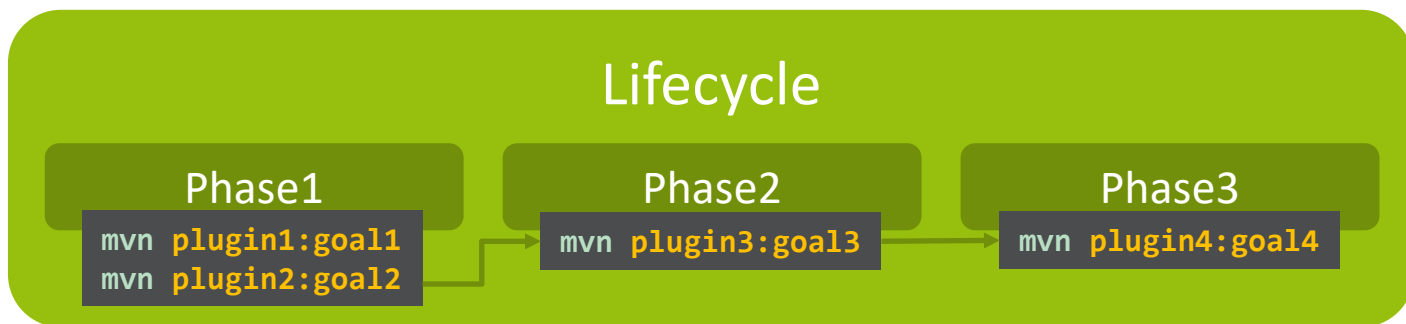 Lifecycle
Phase1
mvn plugin1:goal1
mvn plugin2:goal2
Phase2
mvn plugin3:goal3
Phase3
mvn plugin4:goal4